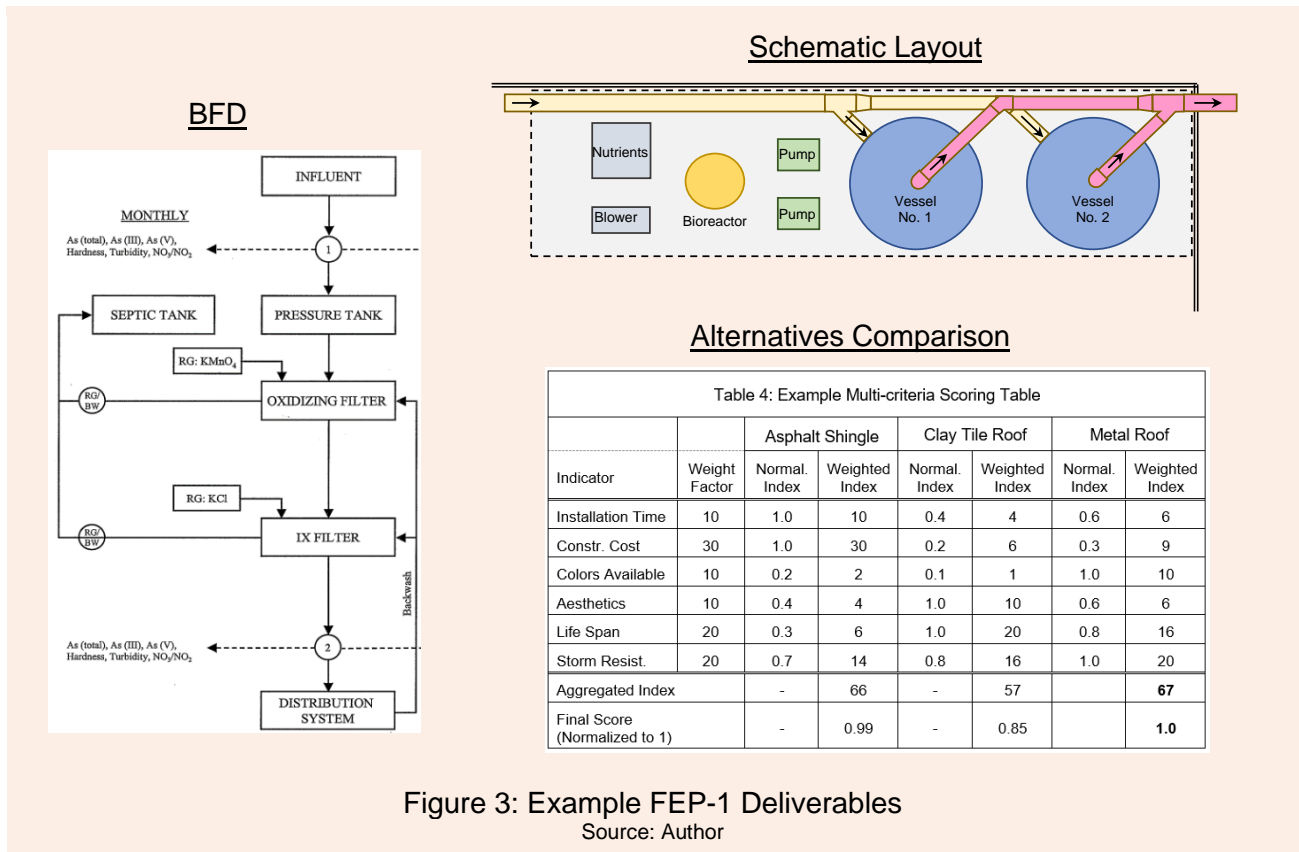 BFD
INFLUENT
MONTHLY
As (total), As (III), As (V),
Hardness, Turbidity, NO3/NO2
1
SEPTIC TANK
PRESSURE TANK
RG: KMnO4
RG/
BW
OXIDIZING FILTER
RG: KCl
RG/
BW
IX FILTER
Backwash
As (total), As (III), As (V),
Hardness, Turbidity, NO3/NO2
2
DISTRIBUTION
SYSTEM
Schematic Layout
Nutrients
Blower
Bioreactor
Pump
Pump
Vessel
No. 1
Vessel
No. 2
Alternatives Comparison
Table 4: Example Multi-criteria Scoring Table
Asphalt Shingle Clay Tile Roof Metal Roof
Indicator Weight Factor Normal. Index Weighted Index Normal. Index Weighted Index Normal. Index Weighted Index
Installation Time 10 1.0 10 0.4 4 0.6 6
Constr. Cost 30 1.0 30 0.2 6 0.3 9
Colors Available 10 0.2 2 0.1 1 1.0 10
Aesthetics 10 0.4 4 1.0 10 0.6 6
Life Span 20 0.3 6 1.0 20 0.8 16
Storm Resist. 20 0.7 14 0.8 16 1.0 20
Aggregated Index - 66 - 57 67
Final Score
(Normalized to 1) - 0.99 - 0.85 1.0
Figure 3: Example FEP-1 Deliverables
Source: Author